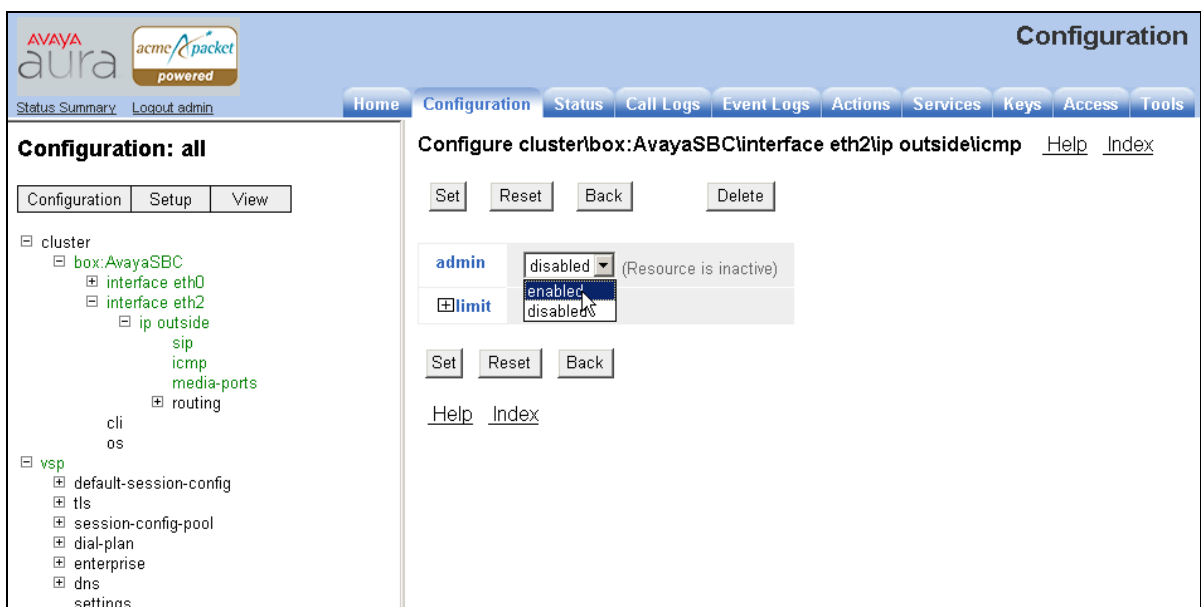 AVAYA
aura
acme packet
powered
Configuration
Status Summary Logout admin
Home Configuration Status Call Logs Event Logs Actions Services Keys Access Tools
Configuration: all
Configuration Setup View
cluster
box:AvayaSBC
interface eth0
interface eth2
ip outside
sip
icmp
media-ports
routing
cli
os
vsp
default-session-config
tls
session-config-pool
dial-plan
enterprise
dns
settings
Configure cluster\box:AvayaSBC\interface eth2\ip outside\icmp Help Index
Set Reset Back Delete
admin disabled (Resource is inactive)
enabled
limit disabled
Set Reset Back
Help Index